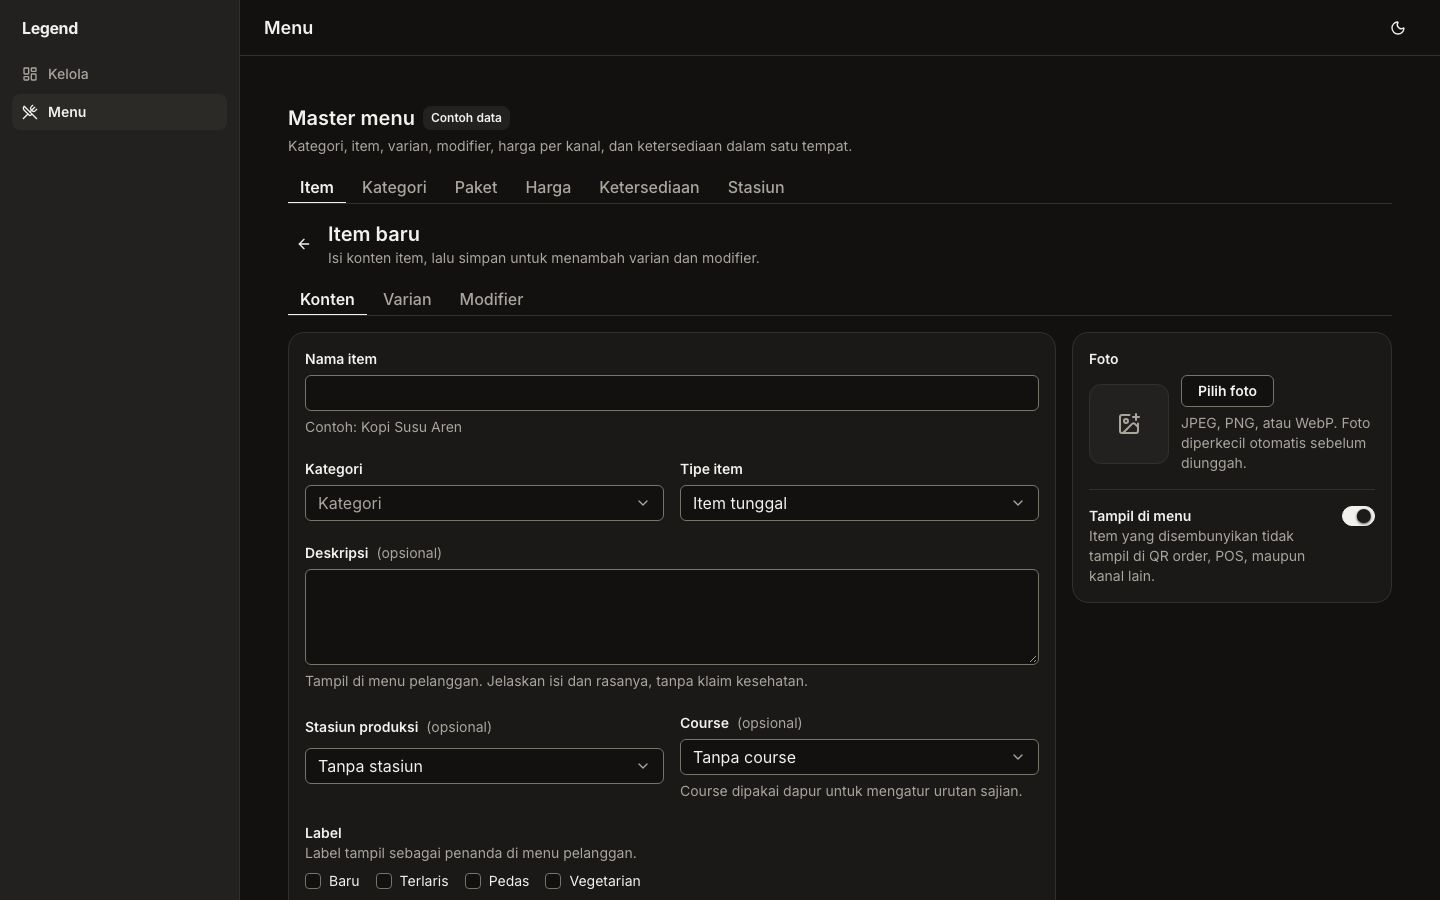 Legend
Kelola
Menu
Menu
Master menu Contoh data
Kategori, item, varian, modifier, harga per kanal, dan ketersediaan dalam satu tempat.
Item Kategori Paket Harga Ketersediaan Stasiun
Item baru
Isi konten item, lalu simpan untuk menambah varian dan modifier.
Konten Varian Modifier
Nama item
Contoh: Kopi Susu Aren
Kategori Tipe item
Kategori Item tunggal
Deskripsi (opsional)
Tampil di menu pelanggan. Jelaskan isi dan rasanya, tanpa klaim kesehatan.
Stasiun produksi (opsional) Course (opsional)
Tanpa stasiun Tanpa course
Course dipakai dapur untuk mengatur urutan sajian.
Label
Label tampil sebagai penanda di menu pelanggan.
Baru Terlaris Pedas Vegetarian
Foto
Pilih foto
JPEG, PNG, atau WebP. Foto
diperkecil otomatis sebelum
diunggah.
Tampil di menu
Item yang disembunyikan tidak
tampil di QR order, POS, maupun
kanal lain.